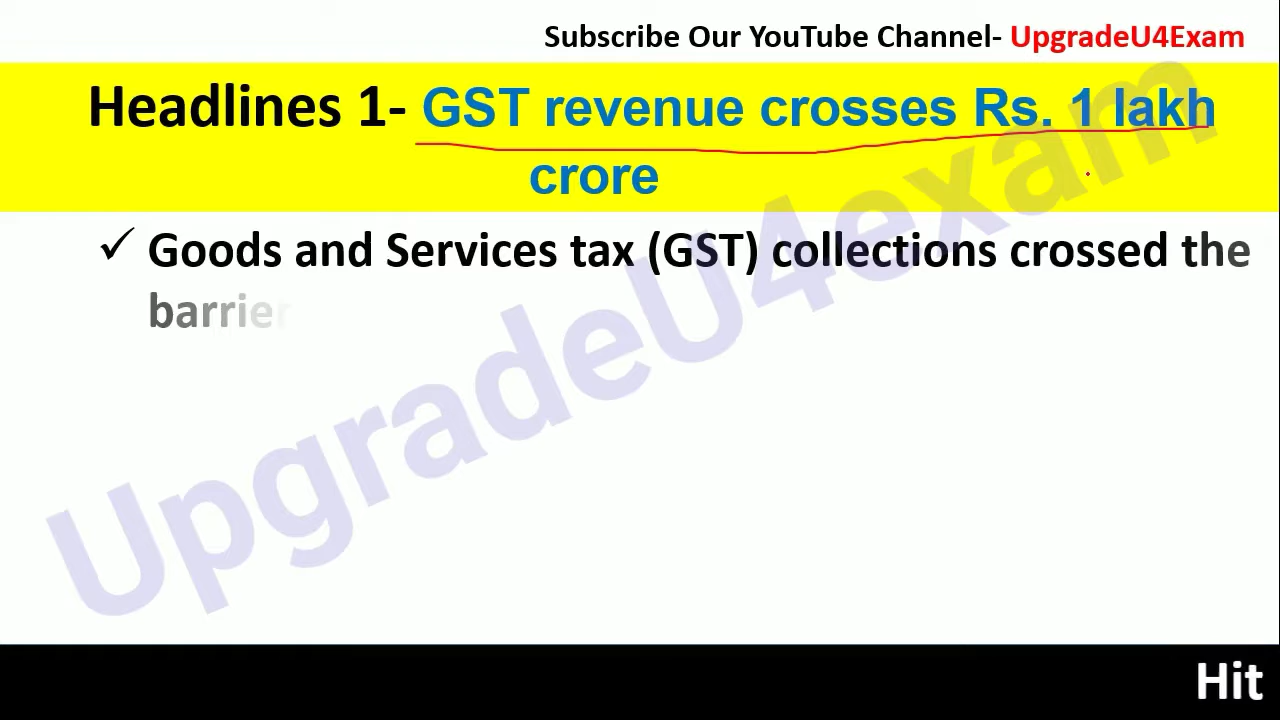 Subscribe Our YouTube Channel- UpgradeU4Exam
Headlines 1- GST revenue crosses Rs. 1 lakh
crore
✓ Goods and Services tax (GST) collections crossed the
barrier
UpgradeU4exam
Hit